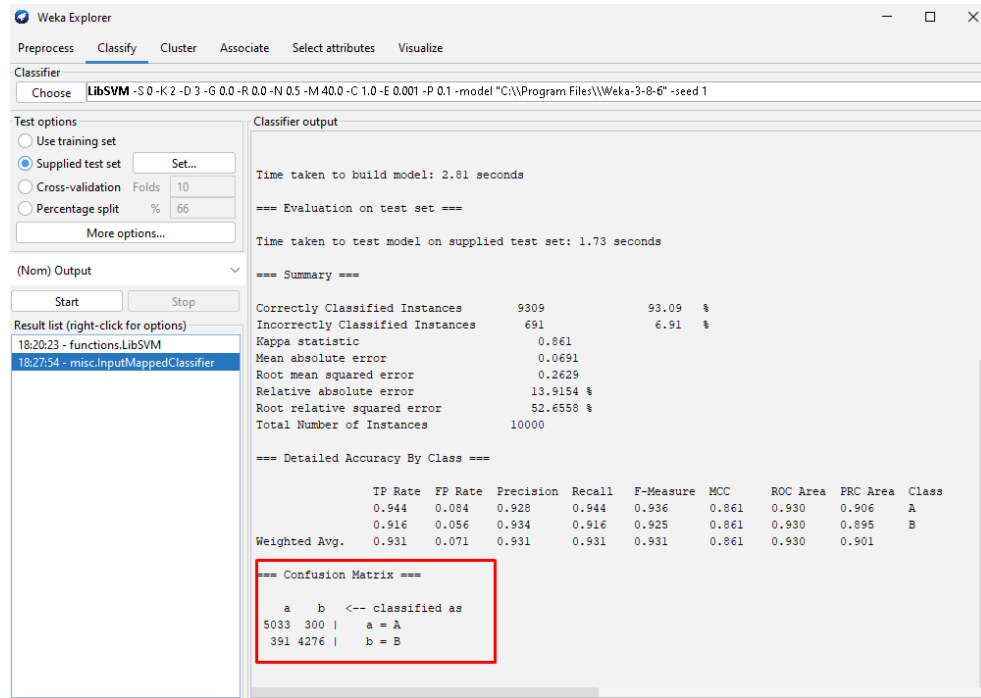 Weka Explorer
Preprocess Classify Cluster Associate Select attributes Visualize
Classifier
Choose LibSVM -S 0 -K 2 -D 3 -G 0.0 -R 0.0 -N 0.5 -M 40.0 -C 1.0 -E 0.001 -P 0.1 -model "C:\\Program Files\\Weka-3-8-6" -seed 1
Test options
Use training set
Supplied test set Set...
Cross-validation Folds 10
Percentage split % 66
More options...
(Nom) Output
Start Stop
Result list (right-click for options)
18:20:23 - functions.LibSVM
18:27:54 - misc.InputMappedClassifier
Classifier output
Time taken to build model: 2.81 seconds
=== Evaluation on test set ===
Time taken to test model on supplied test set: 1.73 seconds
=== Summary ===
Correctly Classified Instances 9309 93.09 %
Incorrectly Classified Instances 691 6.91 %
Kappa statistic 0.861
Mean absolute error 0.0691
Root mean squared error 0.2629
Relative absolute error 13.9154 %
Root relative squared error 52.6558 %
Total Number of Instances 10000
=== Detailed Accuracy By Class ===
TP Rate FP Rate Precision Recall F-Measure MCC ROC Area PRC Area Class
0.944 0.084 0.928 0.944 0.936 0.861 0.930 0.906 A
0.916 0.056 0.934 0.916 0.925 0.861 0.930 0.895 B
Weighted Avg. 0.931 0.071 0.931 0.931 0.931 0.861 0.930 0.901
=== Confusion Matrix ===
a b <-- classified as
5033 300 | a = A
391 4276 | b = B